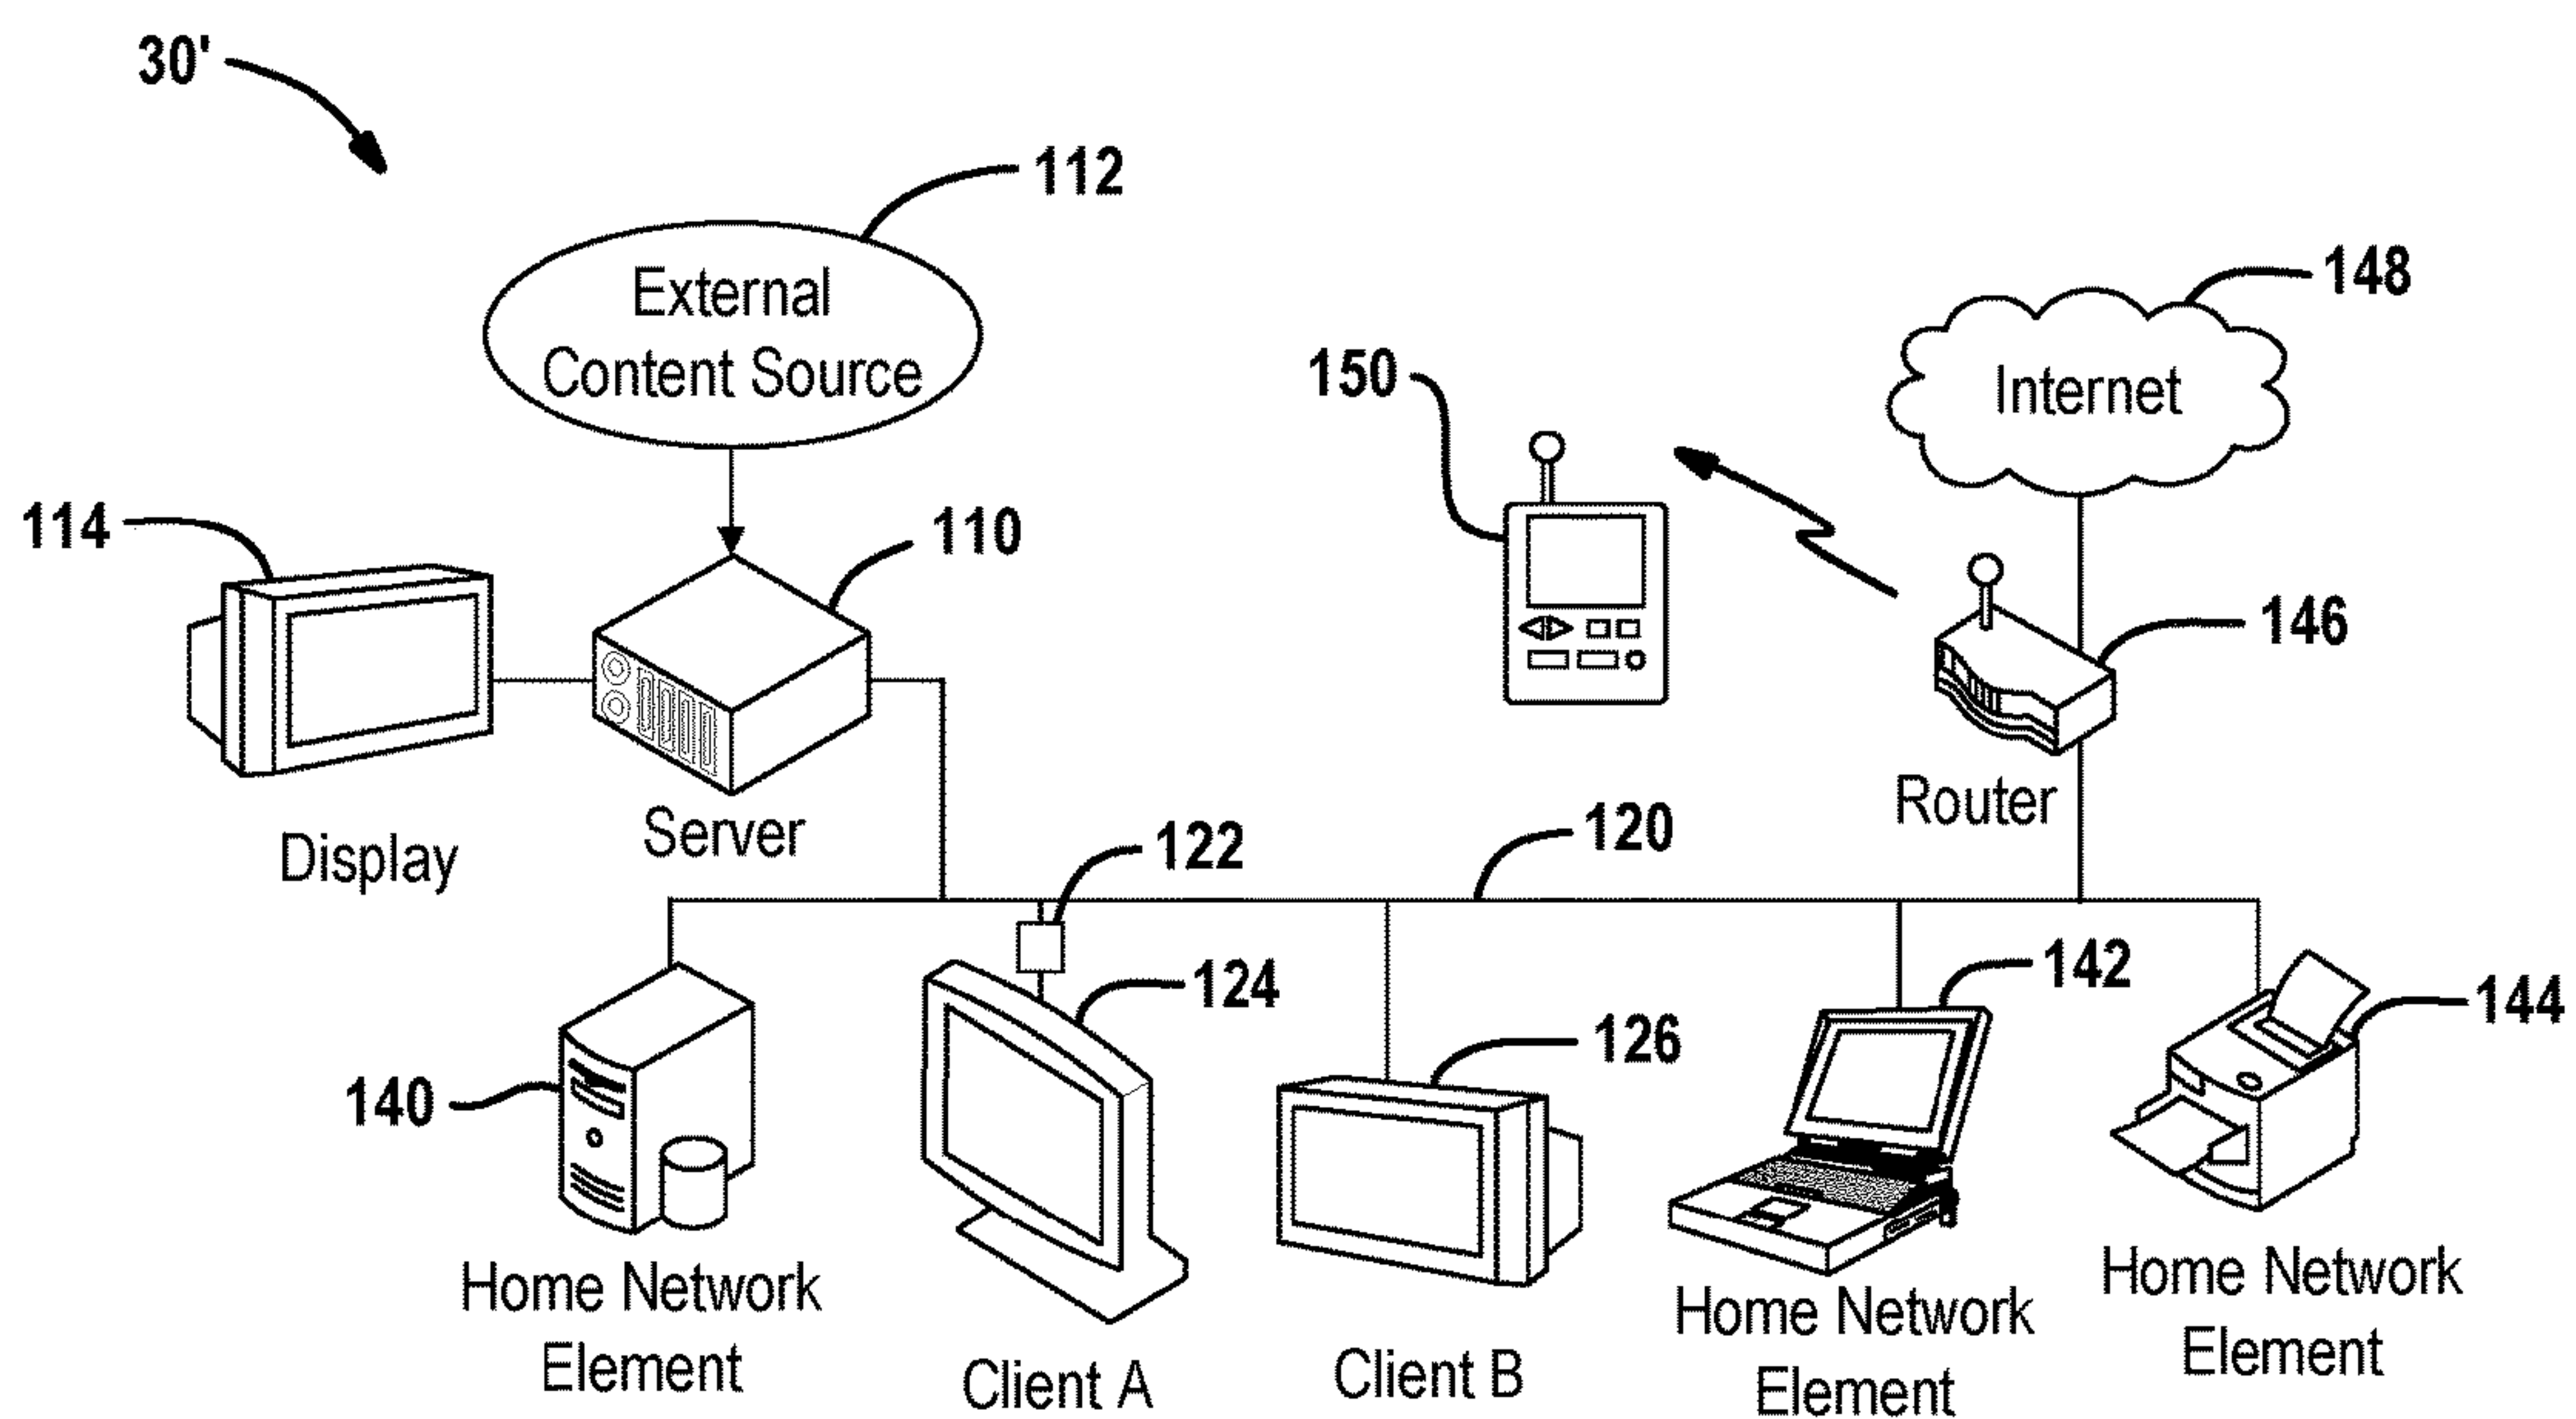 30'
112
External
Content Source
148
Internet
150
114
110
146
Router
Display
Server
122
120
124
142
144
126
140
Home Network
Element
Client A
Client B
Home Network
Element
Home Network
Element